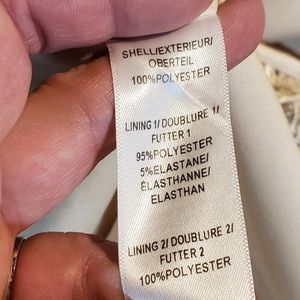 SHELL/EXTERIEUR/
OBERTEIL
100%POLYESTER
LINING 1/ DOUBLURE 1/
FUTTER 1
95%POLYESTER
5%ELASTANE/
ÉLASTHANNE/
ELASTHAN
LINING 2/ DOUBLURE 2/
FUTTER 2
100%POLYESTER